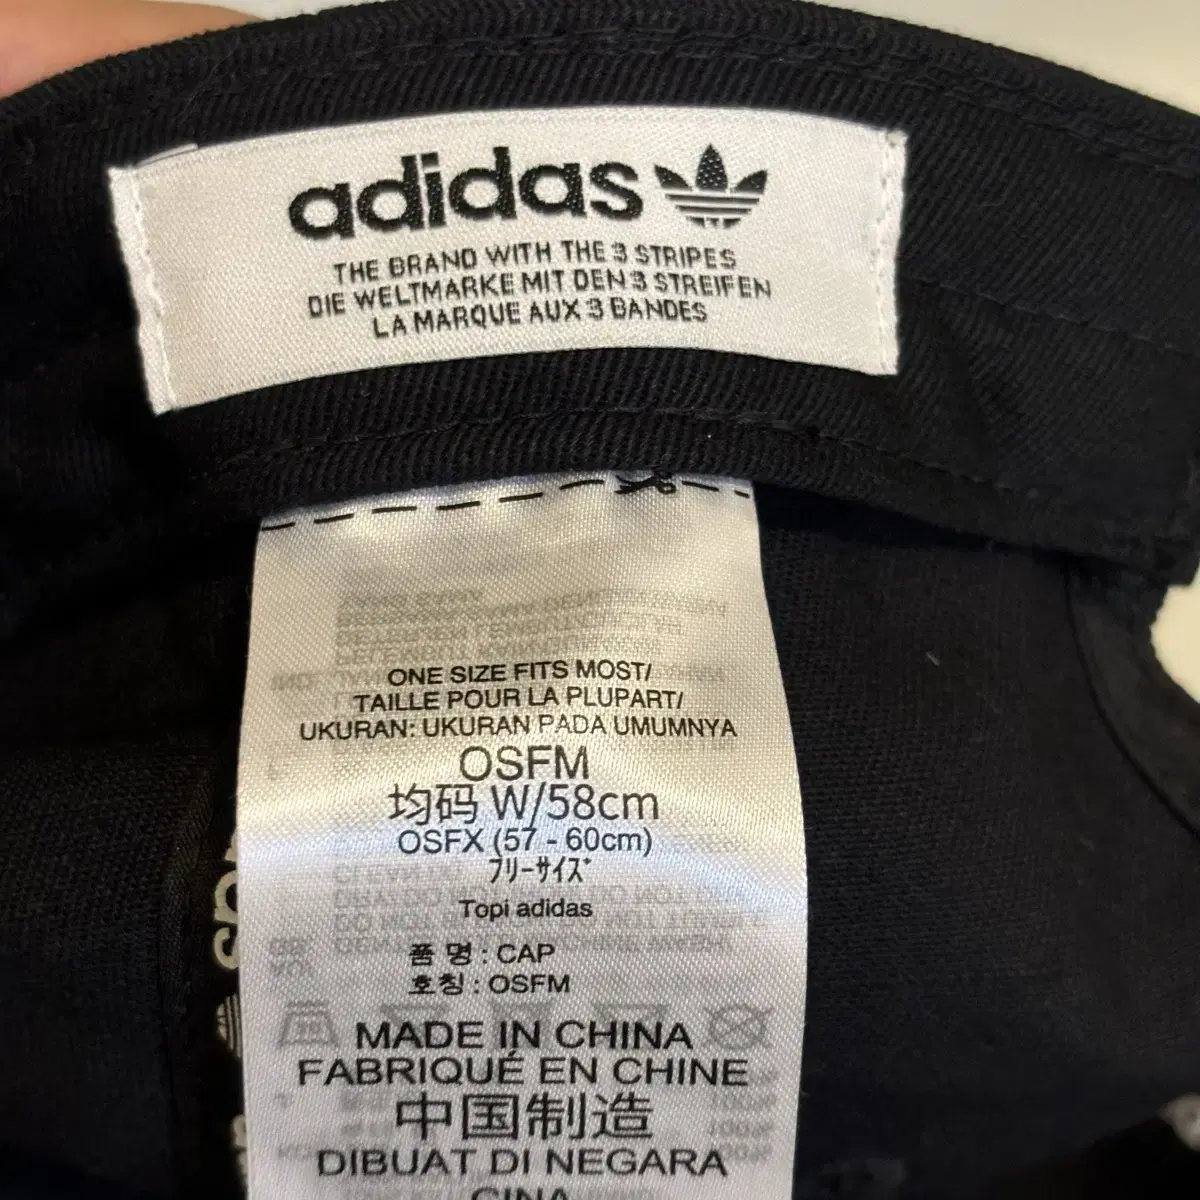 adidas
THE BRAND WITH THE 3 STRIPES
DIE WELTMARKE MIT DEN 3 STREIFEN
LA MARQUE AUX 3 BANDES
ONE SIZE FITS MOST/
TAILLE POUR LA PLUPART/
UKURAN: UKURAN PADA UMUMNYA
OSFM
均码 W/58cm
OSFX (57 - 60cm)
フリーサイズ
Topi adidas
품 명 : CAP
호칭 : OSFM
MADE IN CHINA
FABRIQUÉ EN CHINE
中国制造
DIBUAT DI NEGARA
CINA